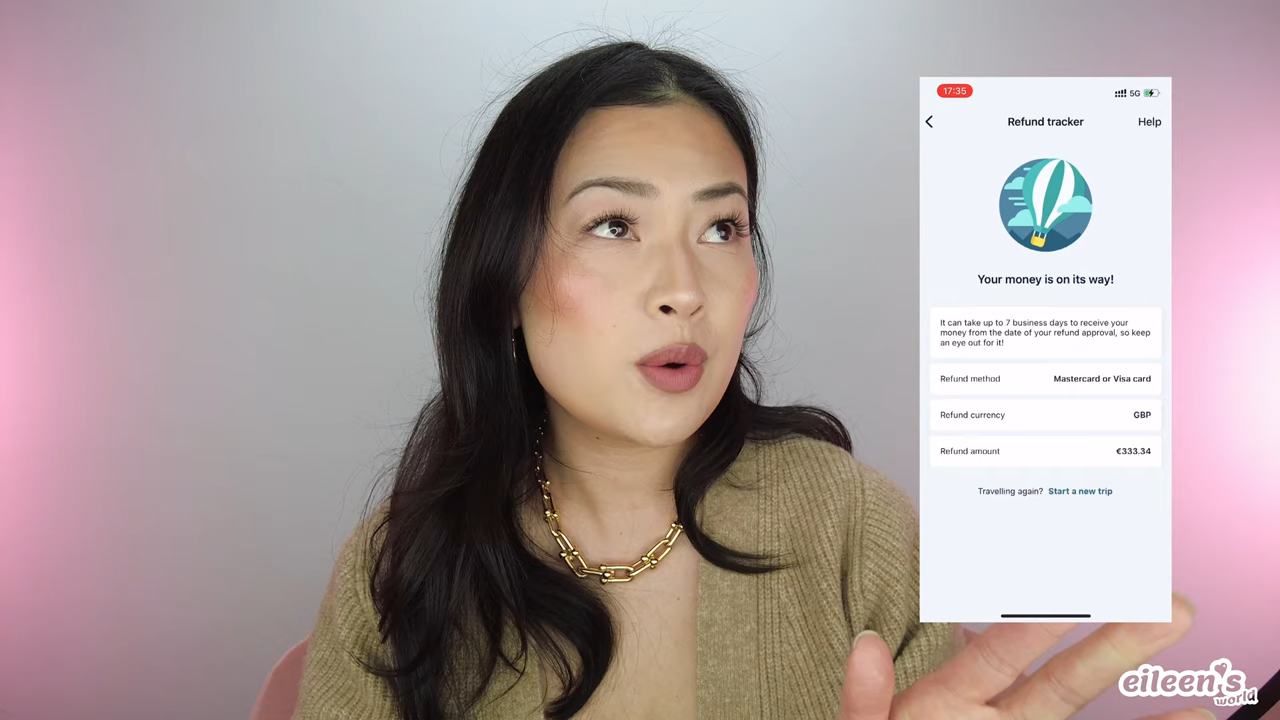 17:35
5G
Refund tracker
Help
Your money is on its way!
It can take up to 7 business days to receive your
money from the date of your refund approval, so keep
an eye out for it!
Refund method
Mastercard or Visa card
Refund currency
GBP
Refund amount
€333.34
Travelling again? Start a new trip
eileen's
world